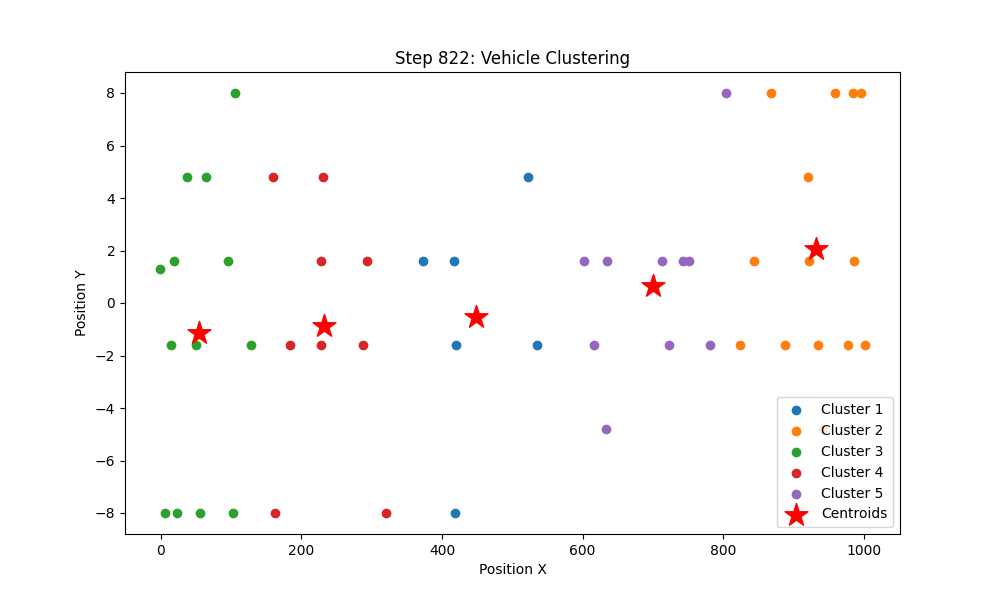 Step 822: Vehicle Clustering
8
6
4
2
0
−2
−4
−6
−8
Position Y
0
200
400
600
800
1000
Position X
Cluster 1
Cluster 2
Cluster 3
Cluster 4
Cluster 5
Centroids